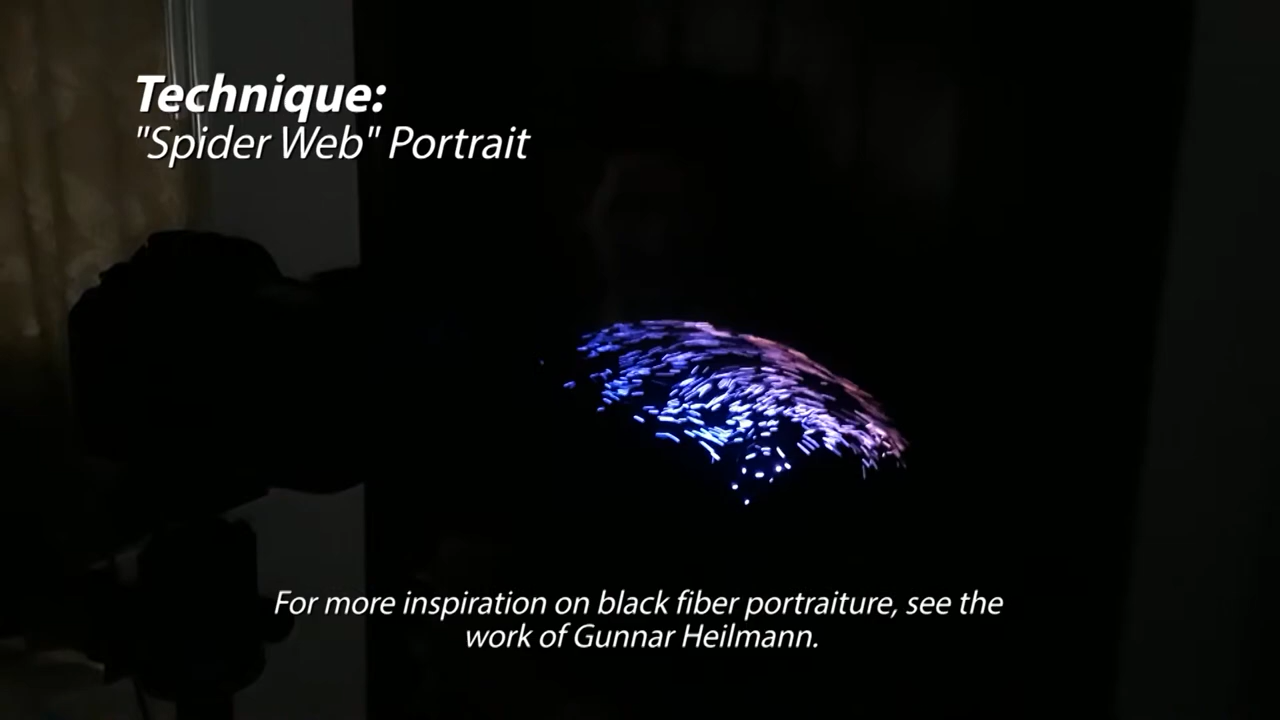 Technique:
"Spider Web" Portrait
For more inspiration on black fiber portraiture, see the
work of Gunnar Heilmann.